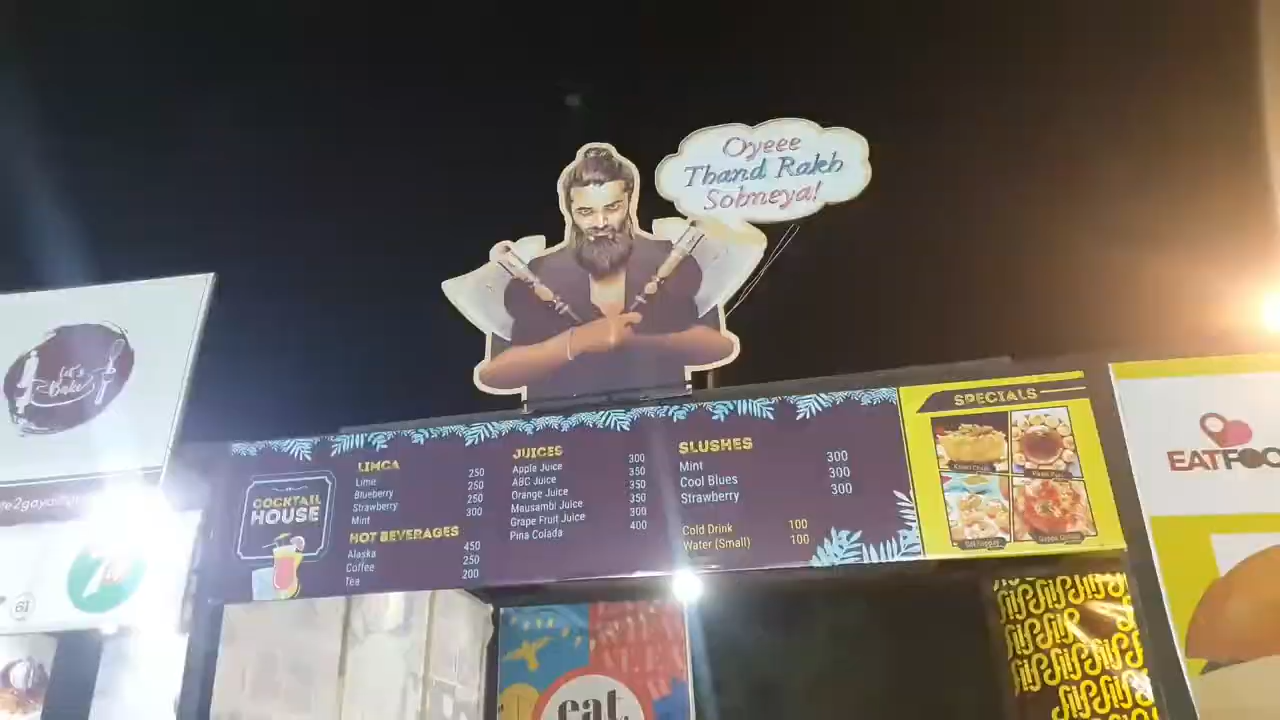 Oyeee
Thand Rakh
Sohneya!
let's
Bake
61
COCKTAIL
HOUSE
LIMCA
Lime 250
Blueberry 250
Strawberry 250
Mint 300
HOT BEVERAGES
Alaska 450
Coffee 250
Tea 200
JUICES
Apple Juice 300
ABC Juice 350
Orange Juice 350
Mausambi Juice 350
Grape Fruit Juice 300
Pina Colada 400
SLUSHES
Mint 300
Cool Blues 300
Strawberry 300
Cold Drink 100
Water (Small) 100
SPECIALS
EATFOO
eat